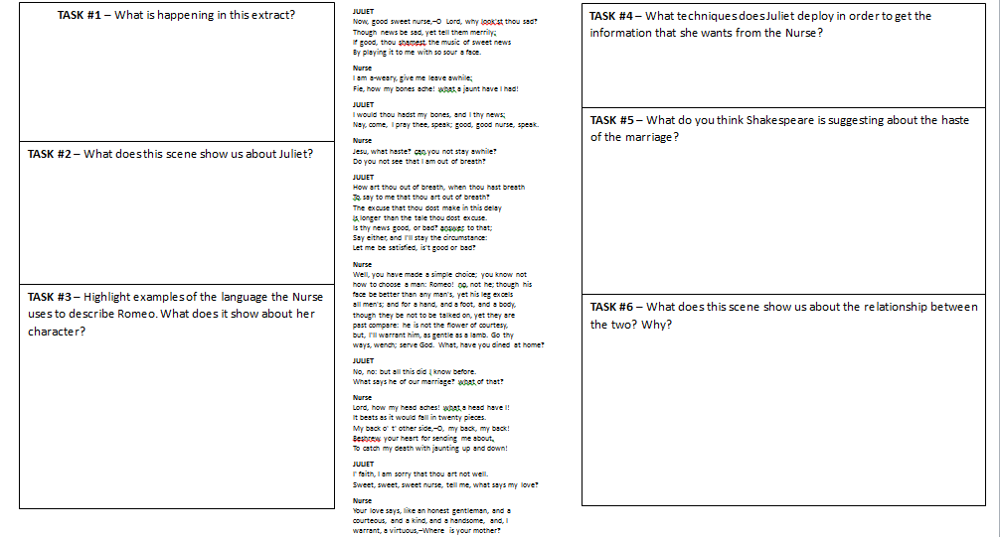 TASK #1 – What is happening in this extract?
TASK #2 – What does this scene show us about Juliet?
TASK #3 – Highlight examples of the language the Nurse
uses to describe Romeo. What does it show about her
character?
JULIET
Now, good sweet nurse,–O Lord, why look'st thou sad?
Though news be sad, yet tell them merrily;
If good, thou shamest the music of sweet news
By playing it to me with so sour a face.
Nurse
I am a-weary, give me leave awhile;
Fie, how my bones ache! what a jaunt have I had!
JULIET
I would thou hadst my bones, and I thy news;
Nay, come, I pray thee, speak; good, good nurse, speak.
Nurse
Jesu, what haste? can you not stay awhile?
Do you not see that I am out of breath?
JULIET
How art thou out of breath, when thou hast breath
To say to me that thou art out of breath?
The excuse that thou dost make in this delay
Is longer than the tale thou dost excuse.
Is thy news good, or bad? answer to that;
Say either, and I'll stay the circumstance:
Let me be satisfied, is't good or bad?
Nurse
Well, you have made a simple choice; you know not
how to choose a man: Romeo! no, not he; though his
face be better than any man's, yet his leg excels
all men's; and for a hand, and a foot, and a body,
though they be not to be talked on, yet they are
past compare: he is not the flower of courtesy,
but, I'll warrant him, as gentle as a lamb. Go thy
ways, wench; serve God. What, have you dined at home?
JULIET
No, no: but all this did I know before.
What says he of our marriage? what of that?
Nurse
Lord, how my head aches! what a head have I!
It beats as it would fall in twenty pieces.
My back o' t' other side,–O, my back, my back!
Beshrew your heart for sending me about,
To catch my death with jaunting up and down!
JULIET
I' faith, I am sorry that thou art not well.
Sweet, sweet, sweet nurse, tell me, what says my love?
Nurse
Your love says, like an honest gentleman, and a
courteous, and a kind, and a handsome, and, I
warrant, a virtuous,–Where is your mother?
TASK #4 – What techniques does Juliet deploy in order to get the
information that she wants from the Nurse?
TASK #5 – What do you think Shakespeare is suggesting about the haste
of the marriage?
TASK #6 – What does this scene show us about the relationship between
the two? Why?